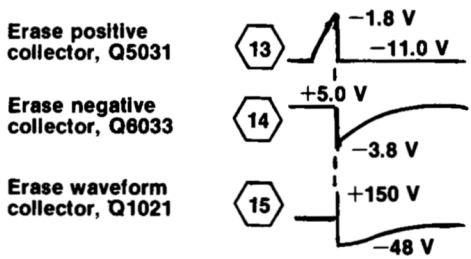 Erase positive
collector, Q5031
13
−1.8 V
−11.0 V
Erase negative
collector, Q6033
14
+5.0 V
−3.8 V
Erase waveform
collector, Q1021
15
+150 V
−48 V